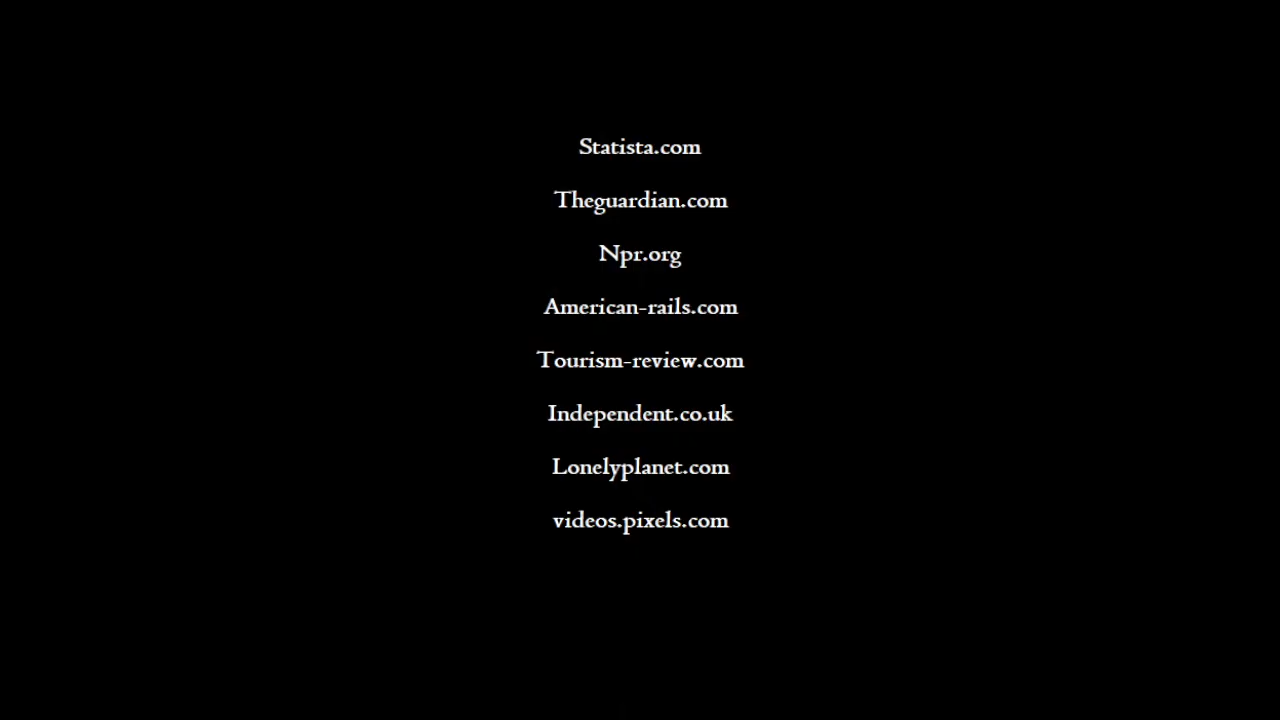 Statista.com
Theguardian.com
Npr.org
American-rails.com
Tourism-review.com
Independent.co.uk
Lonelyplanet.com
videos.pixels.com